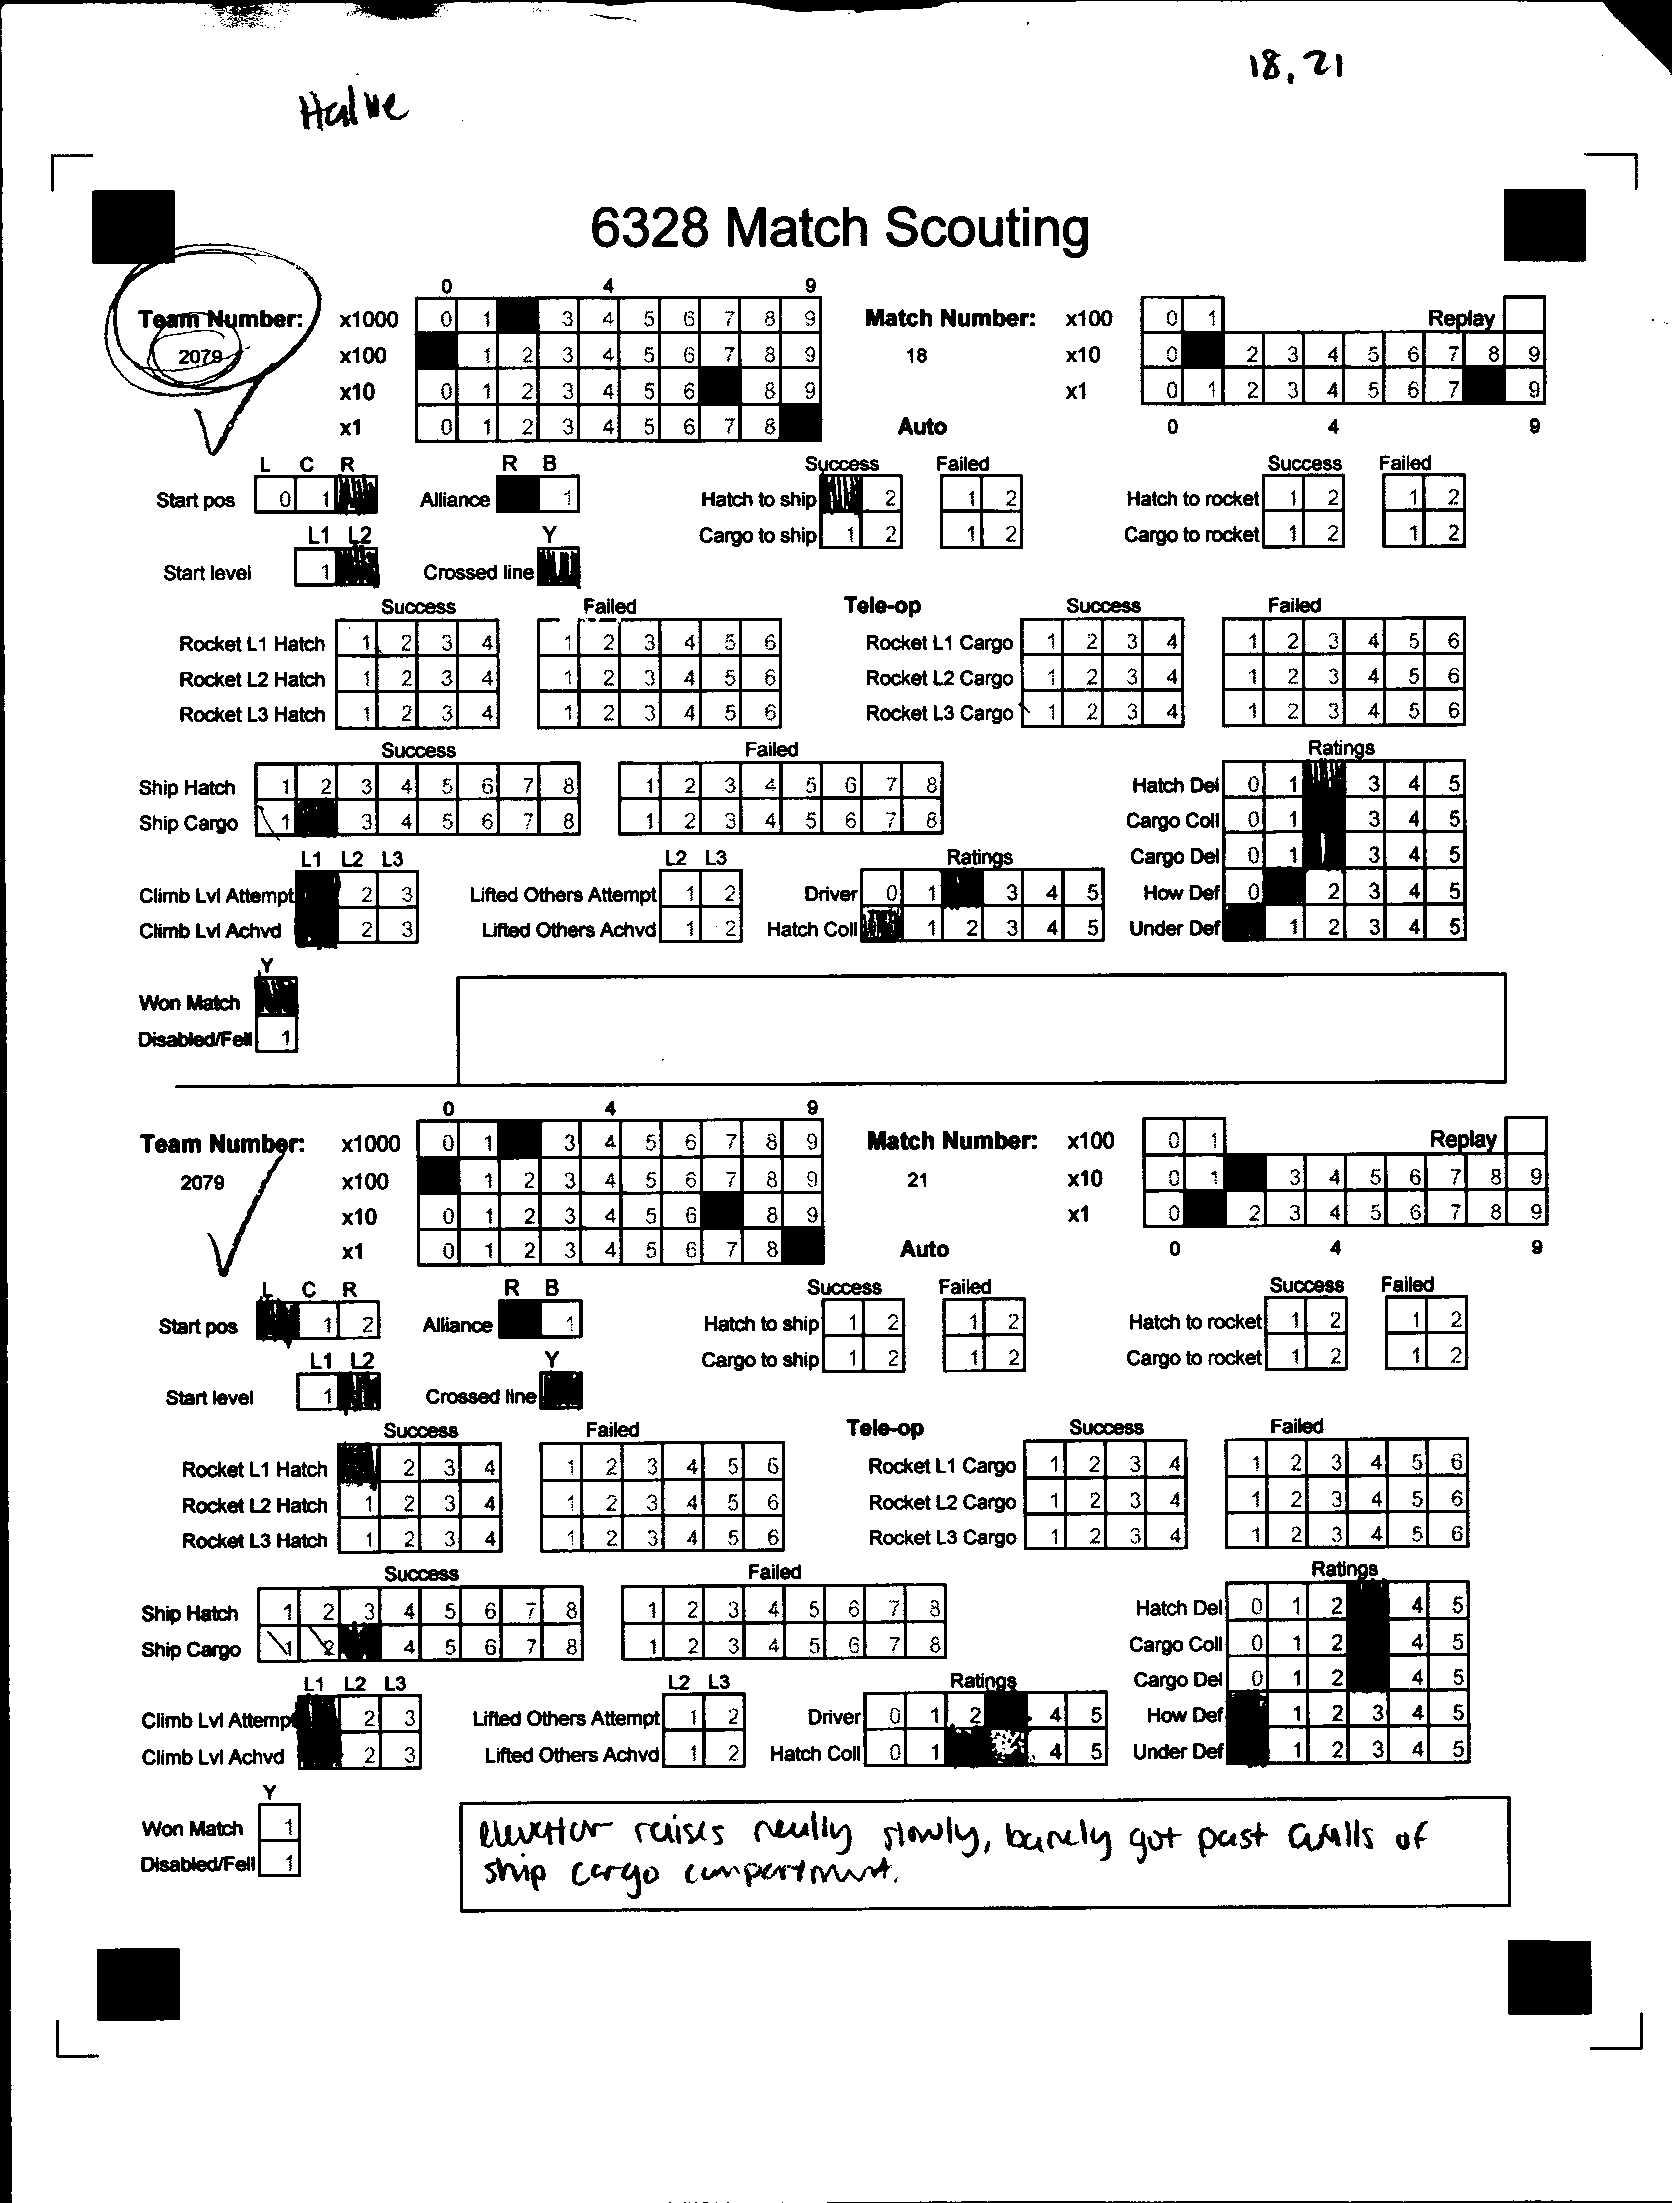 18, 21
Halve
6328 Match Scouting
0 4 9
Team Number: x1000 0 1 3 4 5 6 7 8 9 Match Number: x100 0 1 Replay
2079 x100 1 2 3 4 5 6 7 8 9 18 x10 0 2 3 4 5 6 7 8 9
x10 0 1 2 3 4 5 6 8 9 x1 0 1 2 3 4 5 6 7 9
x1 0 1 2 3 4 5 6 7 8 Auto 0 4 9
L C R R B Success Failed Success Failed
Start pos 0 1 Alliance 1 Hatch to ship 2 1 2 Hatch to rocket 1 2 1 2
L1 L2 Y Cargo to ship 1 2 1 2 Cargo to rocket 1 2 1 2
Start level 1 Crossed line
Success Failed Tele-op Success Failed
Rocket L1 Hatch 1 2 3 4 1 2 3 4 5 6 Rocket L1 Cargo 1 2 3 4 1 2 3 4 5 6
Rocket L2 Hatch 1 2 3 4 1 2 3 4 5 6 Rocket L2 Cargo 1 2 3 4 1 2 3 4 5 6
Rocket L3 Hatch 1 2 3 4 1 2 3 4 5 6 Rocket L3 Cargo 1 2 3 4 1 2 3 4 5 6
Success Failed Ratings
Ship Hatch 1 2 3 4 5 6 7 8 1 2 3 4 5 6 7 8 Hatch Del 0 1 3 4 5
Ship Cargo 1 3 4 5 6 7 8 1 2 3 4 5 6 7 8 Cargo Coll 0 1 3 4 5
L1 L2 L3 L2 L3 Ratings Cargo Del 0 1 3 4 5
Climb Lvl Attempt 2 3 Lifted Others Attempt 1 2 Driver 0 1 3 4 5 How Def 0 2 3 4 5
Climb Lvl Achvd 2 3 Lifted Others Achvd 1 2 Hatch Coll 1 2 3 4 5 Under Def 1 2 3 4 5
Y
Won Match
Disabled/Fell 1
0 4 9
Team Number: x1000 0 1 3 4 5 6 7 8 9 Match Number: x100 0 1 Replay
2079 x100 1 2 3 4 5 6 7 8 9 21 x10 0 1 3 4 5 6 7 8 9
x10 0 1 2 3 4 5 6 8 9 x1 0 2 3 4 5 6 7 8 9
x1 0 1 2 3 4 5 6 7 8 Auto 0 4 9
L C R R B Success Failed Success Failed
Start pos 1 2 Alliance 1 Hatch to ship 1 2 1 2 Hatch to rocket 1 2 1 2
L1 L2 Y Cargo to ship 1 2 1 2 Cargo to rocket 1 2 1 2
Start level 1 Crossed line
Success Failed Tele-op Success Failed
Rocket L1 Hatch 2 3 4 1 2 3 4 5 6 Rocket L1 Cargo 1 2 3 4 1 2 3 4 5 6
Rocket L2 Hatch 1 2 3 4 1 2 3 4 5 6 Rocket L2 Cargo 1 2 3 4 1 2 3 4 5 6
Rocket L3 Hatch 1 2 3 4 1 2 3 4 5 6 Rocket L3 Cargo 1 2 3 4 1 2 3 4 5 6
Success Failed Ratings
Ship Hatch 1 2 3 4 5 6 7 8 1 2 3 4 5 6 7 8 Hatch Del 0 1 2 4 5
Ship Cargo 1 2 4 5 6 7 8 1 2 3 4 5 6 7 8 Cargo Coll 0 1 2 4 5
L1 L2 L3 L2 L3 Ratings Cargo Del 0 1 2 4 5
Climb Lvl Attempt 2 3 Lifted Others Attempt 1 2 Driver 0 1 2 4 5 How Def 1 2 3 4 5
Climb Lvl Achvd 2 3 Lifted Others Achvd 1 2 Hatch Coll 0 1 4 5 Under Def 1 2 3 4 5
Y
Won Match 1
Disabled/Fell 1
elevator raises really slowly, barely got past walls of
ship cargo compartment.